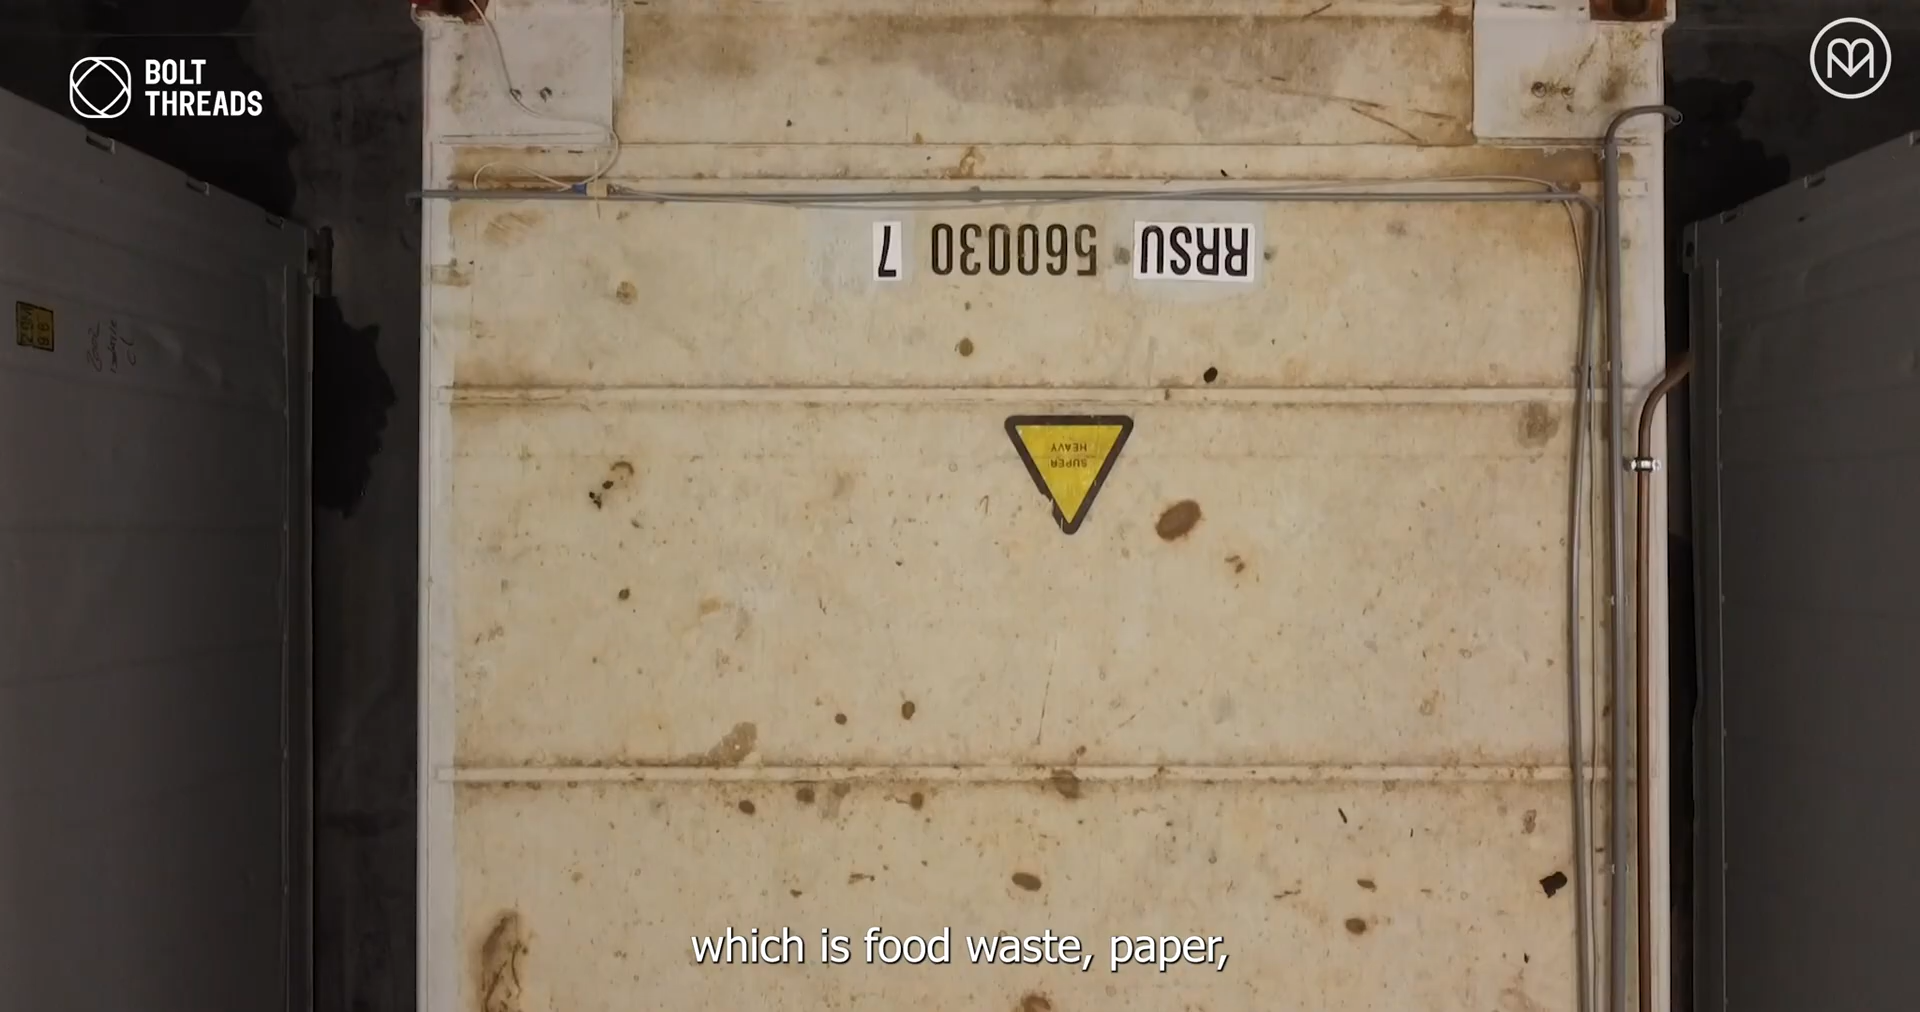 BOLT
THREADS
RRSU 560030 7
SUPER
HEAVY
which is food waste, paper,